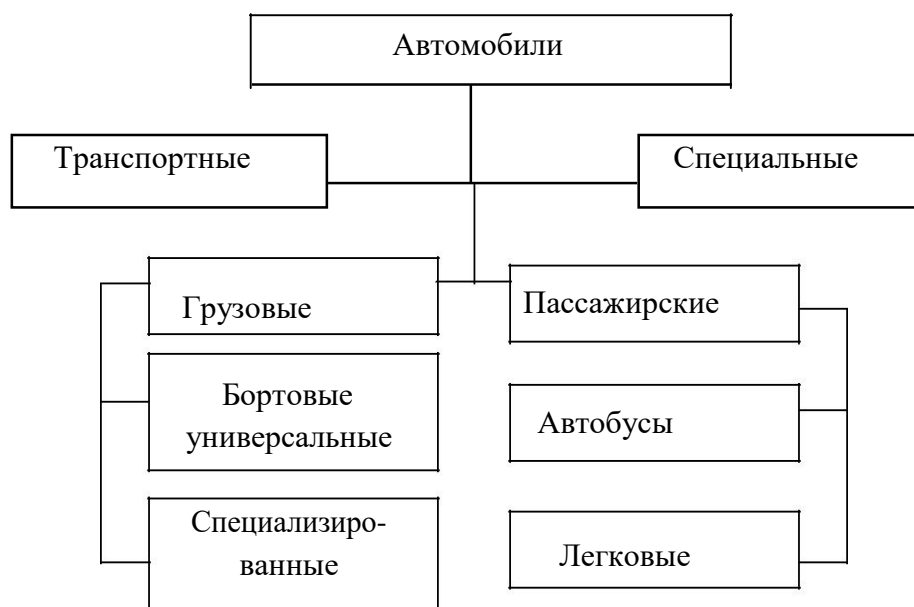 Автомобили
Транспортные
Специальные
Грузовые
Пассажирские
Бортовые
универсальные
Автобусы
Специализиро-
ванные
Легковые